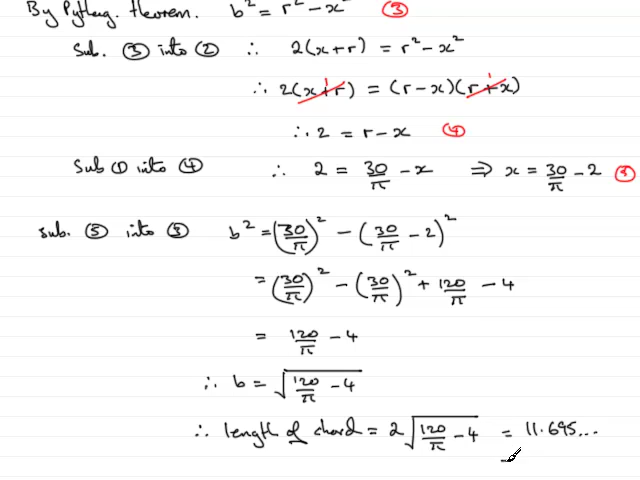 By Pythag. theorem. b² = r² - x² ③
Sub. ③ into ② ∴ 2(x+r) = r² - x²
∴ 2(x+r) = (r-x)(r+x)
1 1
∴ 2 = r - x ④
Sub ① into ④ ∴ 2 = 30/π - x ⇒ x = 30/π - 2 ⑤
Sub. ⑤ into ③ b² = (30/π)² - (30/π - 2)²
= (30/π)² - (30/π)² + 120/π - 4
= 120/π - 4
∴ b = √(120/π - 4)
∴ length of chord = 2√(120/π - 4) = 11.695...